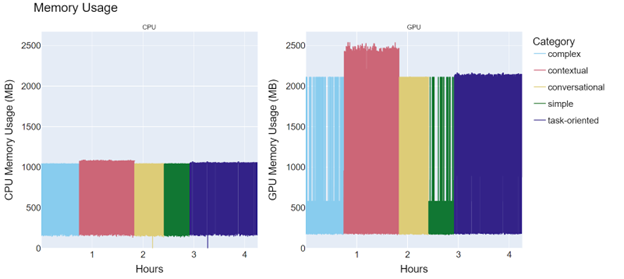 Memory Usage
CPU
GPU
CPU Memory Usage (MB)
2500
2000
1500
1000
500
0
1
2
3
4
Hours
GPU Memory Usage (MB)
2500
2000
1500
1000
500
0
1
2
3
4
Hours
Category
complex
contextual
conversational
simple
task-oriented